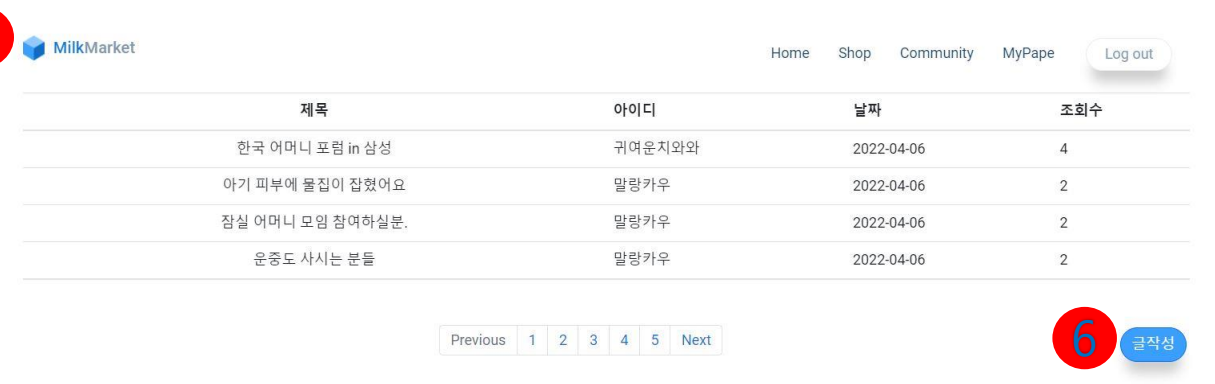 MilkMarket
Home Shop Community MyPape Log out
제목 아이디 날짜 조회수
한국 어머니 포럼 in 삼성 귀여운치와와 2022-04-06 4
아기 피부에 물집이 잡혔어요 말랑카우 2022-04-06 2
잠실 어머니 모임 참여하실분. 말랑카우 2022-04-06 2
운중도 사시는 분들 말랑카우 2022-04-06 2
Previous 1 2 3 4 5 Next
6 글작성